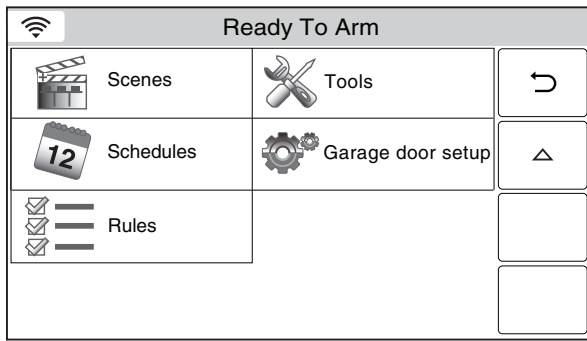 Ready To Arm
Scenes
Tools
12
Schedules
Garage door setup
Rules